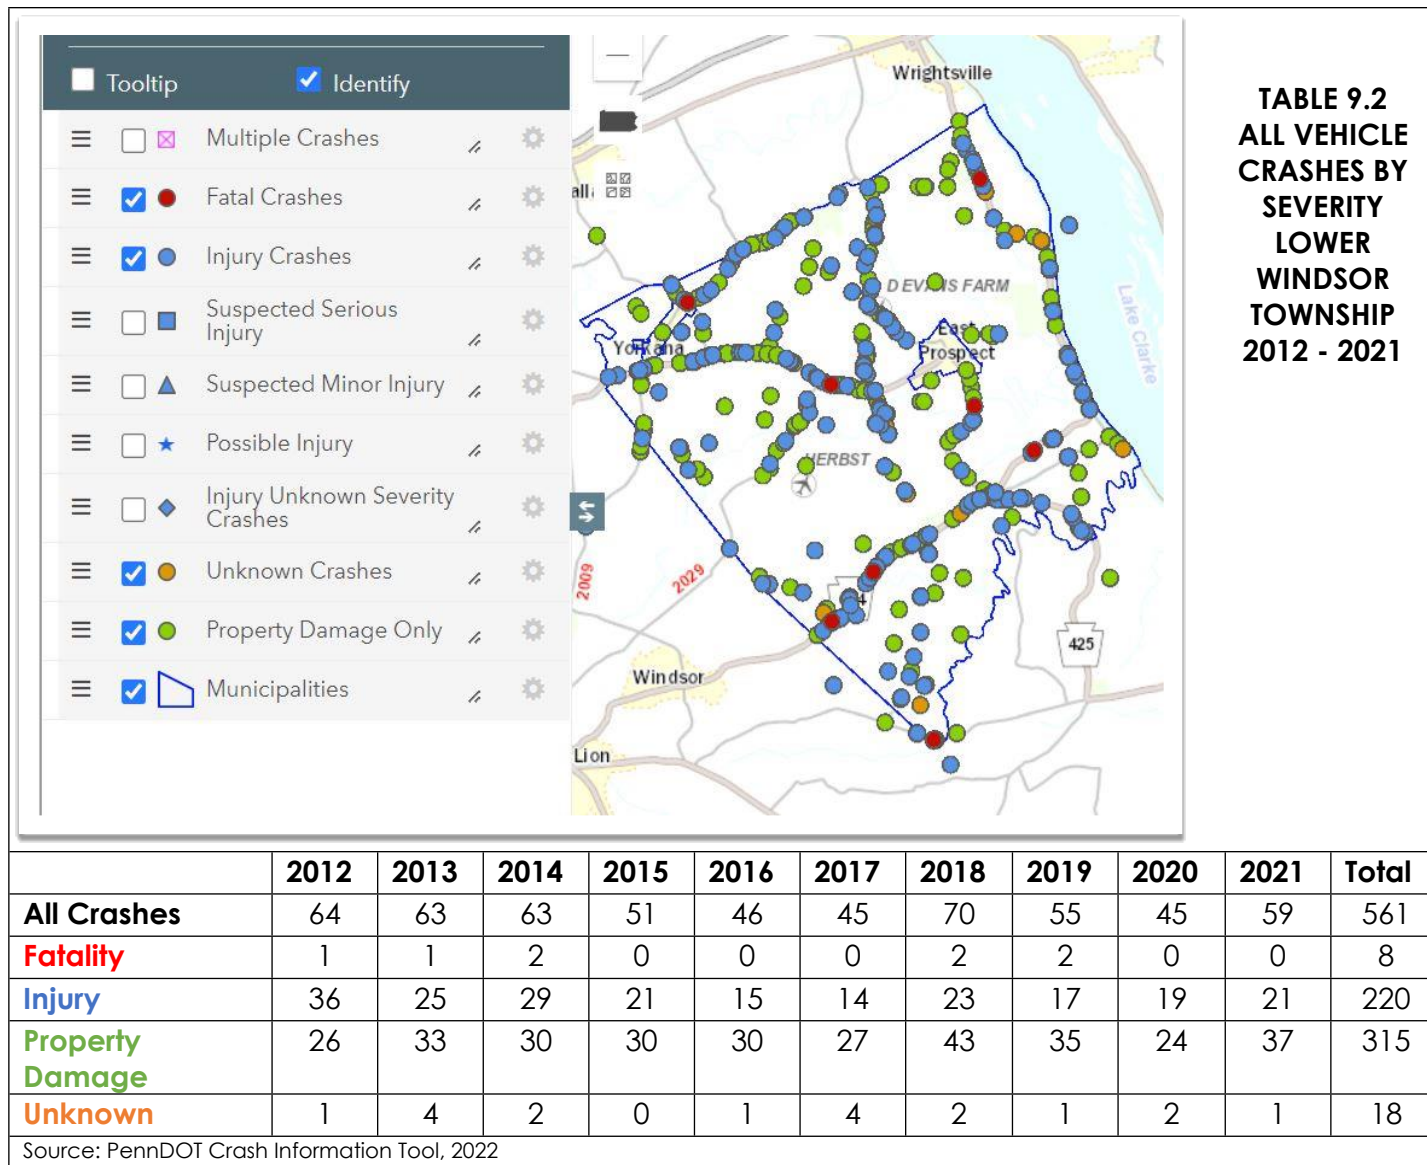 Tooltip Identify
Multiple Crashes
Fatal Crashes
Injury Crashes
Suspected Serious
Injury
Suspected Minor Injury
Possible Injury
Injury Unknown Severity
Crashes
Unknown Crashes
Property Damage Only
Municipalities
Wrightsville
D EVANS FARM
Lake Clarke
Yorkana
East
Prospect
HERBST
2009
2029
425
Windsor
Lion
TABLE 9.2
ALL VEHICLE
CRASHES BY
SEVERITY
LOWER
WINDSOR
TOWNSHIP
2012 - 2021
2012 2013 2014 2015 2016 2017 2018 2019 2020 2021 Total
All Crashes 64 63 63 51 46 45 70 55 45 59 561
Fatality 1 1 2 0 0 0 2 2 0 0 8
Injury 36 25 29 21 15 14 23 17 19 21 220
Property 26 33 30 30 30 27 43 35 24 37 315
Damage
Unknown 1 4 2 0 1 4 2 1 2 1 18
Source: PennDOT Crash Information Tool, 2022